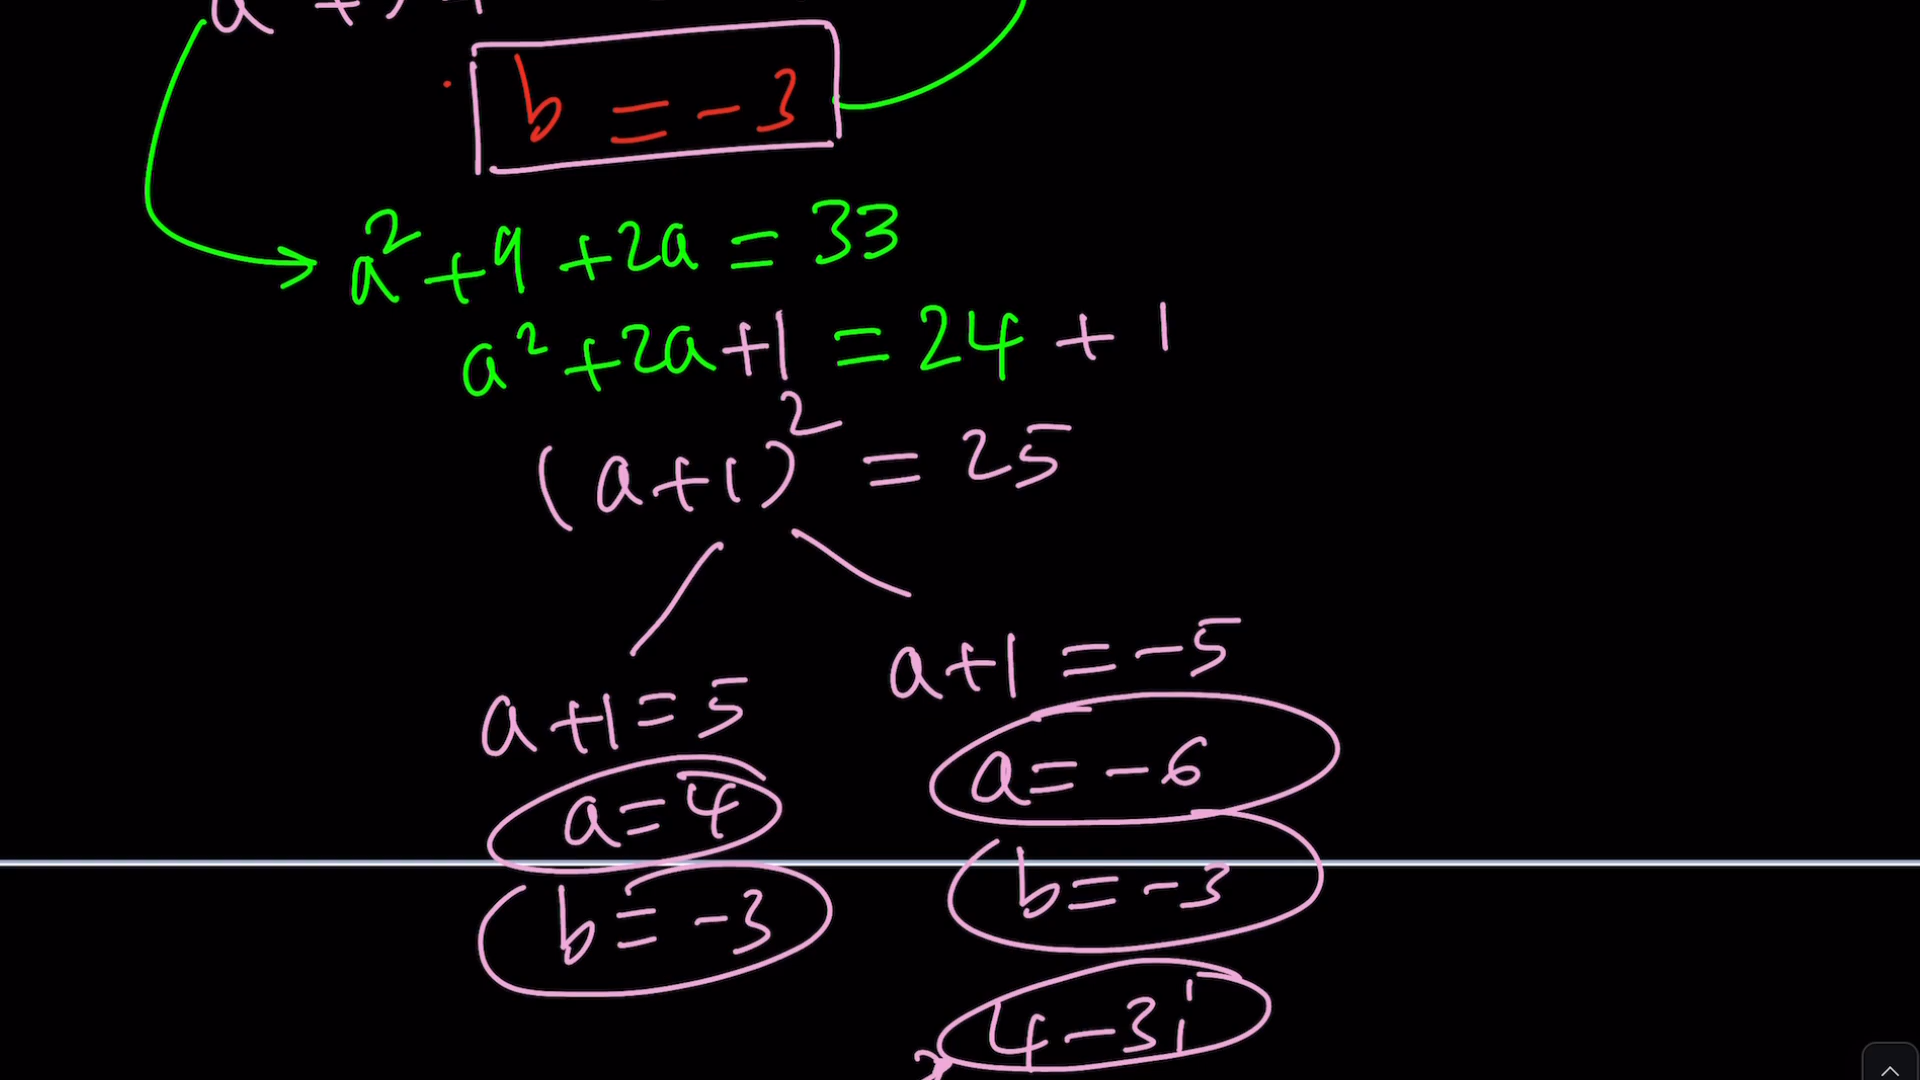 b = -3
a² + 9 + 2a = 33
a² + 2a + 1 = 24 + 1
(a+1)² = 25
a+1 = -5
a+1 = 5
a = -6
a = 4
b = -3
b = -3
4 - 3i